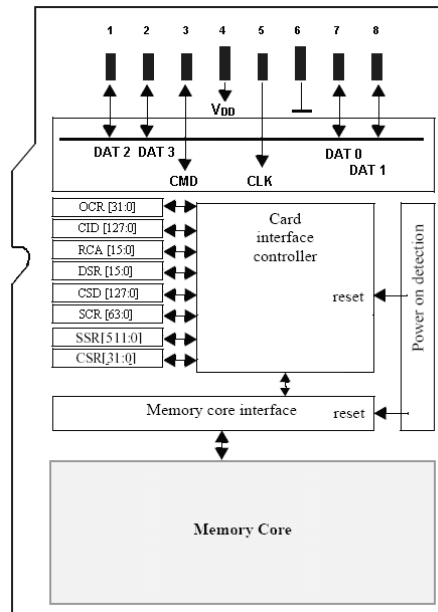 1 2 3 4 5 6 7 8
VDD
DAT 2 DAT 3 DAT 0
DAT 1
CMD CLK
OCR [31:0]
CID [127:0]
RCA [15:0]
DSR [15:0]
CSD [127:0]
SCR [63:0]
SSR[511:0]
CSR[31:0]
Card
interface
controller
reset
Power on detection
Memory core interface
reset
Memory Core